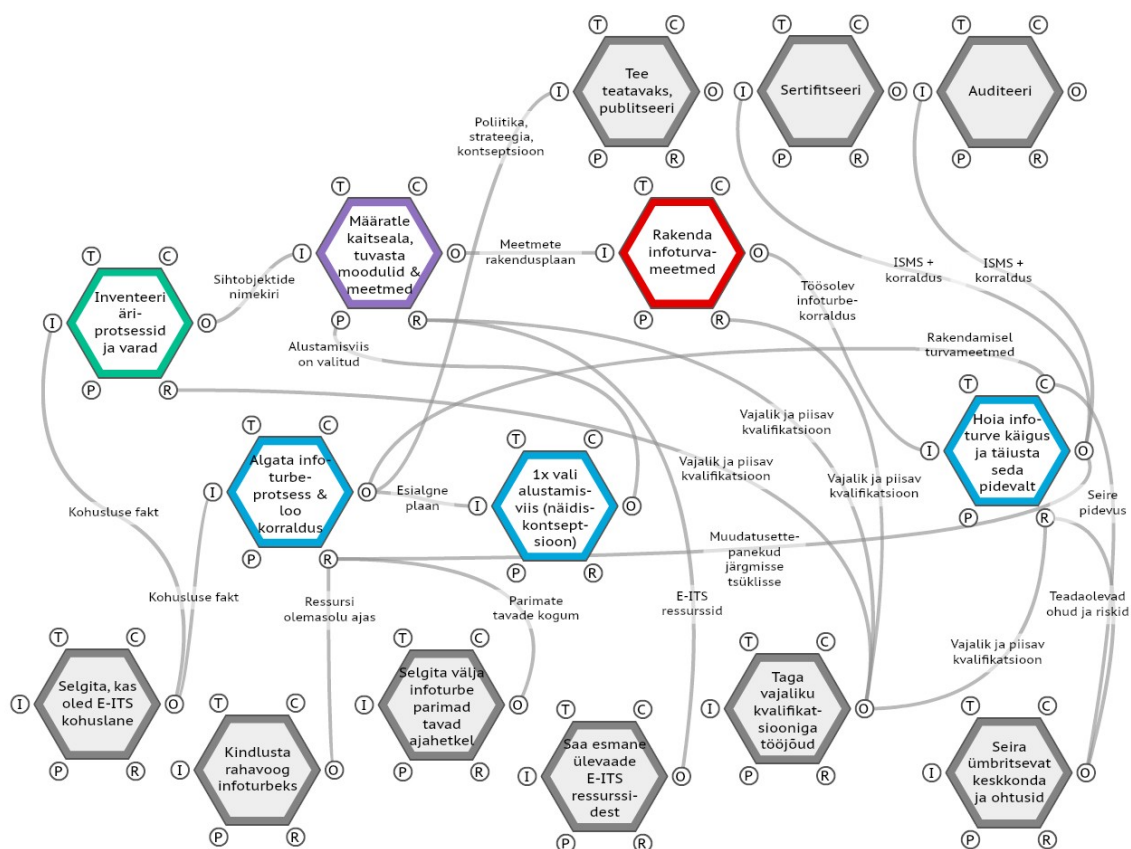 T C
I
Tee
teatavaks,
publitseeri
O
P R
T C
I
Sertifitseeri
O
P R
T C
I
Auditeeri
O
P R
Poliitika,
strateegia,
kontseptsioon
T C
I
Määratle
kaitseala,
tuvasta
moodulid &
meetmed
O
P R
Meetmete
rakendusplaan
T C
I
Rakenda
infoturva-
meetmed
O
P R
ISMS +
korraldus
ISMS +
korraldus
T C
I
Inventeeri
äri-
protsessid
ja varad
O
P R
Sihtobjektide
nimekiri
Töösolev
infoturbe-
korraldus
Alustamisviis
on valitud
Rakendamisel
turvameetmed
T C
I
Algata info-
turbe-
protsess &
loo
korraldus
O
P R
Esialgne
plaan
T C
I
1x vali
alustamis-
viis (näidis-
kontsept-
sioon)
O
P R
Vajalik ja piisav
kvalifikatsioon
Vajalik ja piisav
kvalifikatsioon
Vajalik ja piisav
kvalifikatsioon
T C
I
Hoia info-
turve käigus
ja täiusta
seda
pidevalt
O
P R
Kohusluse fakt
Seire
pidevus
Muudatusette-
panekud
järgmisse
tsüklisse
Kohusluse fakt
Ressursi
olemasolu ajas
Parimate
tavade kogum
E-ITS
ressurssid
Teadaolevad
ohud ja riskid
Vajalik ja piisav
kvalifikatsioon
T C
I
Selgita, kas
oled E-ITS
kohuslane
O
P R
T C
I
Kindlusta
rahavoog
infoturbeks
O
P R
T C
I
Selgita välja
infoturbe
parimad
tavad
ajahetkel
O
P R
T C
I
Saa esmane
ülevaade
E-ITS
ressurssi-
dest
O
P R
T C
I
Taga
vajaliku
kvalifikat-
siooniga
tööjõud
O
P R
T C
I
Seira
ümbritsevat
keskkonda
ja ohtusid
O
P R